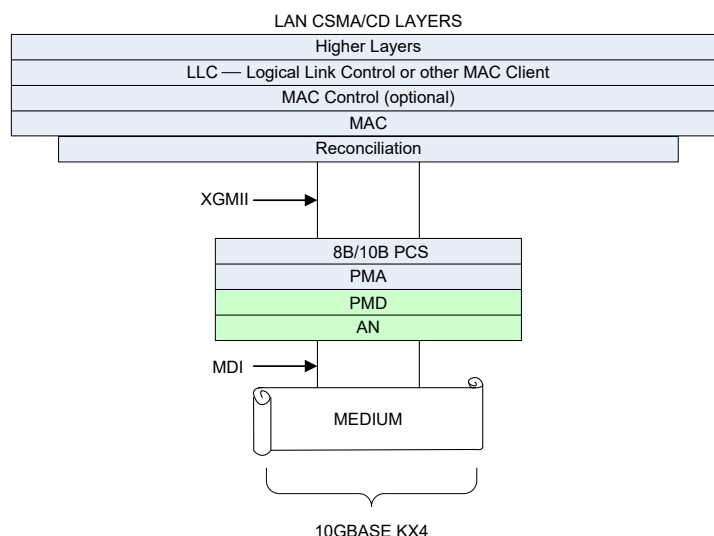 LAN CSMA/CD LAYERS
Higher Layers
LLC — Logical Link Control or other MAC Client
MAC Control (optional)
MAC
Reconciliation
XGMII
8B/10B PCS
PMA
PMD
AN
MDI
MEDIUM
10GBASE KX4